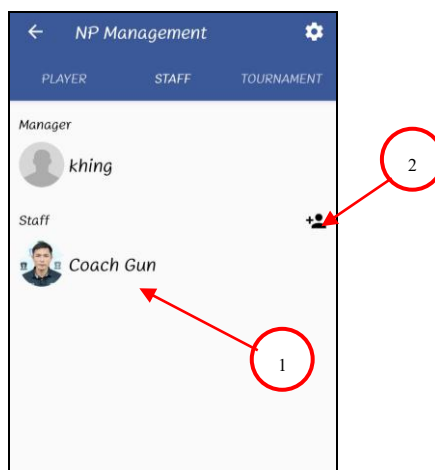 NP Management
PLAYER STAFF TOURNAMENT
Manager
khing
2
Staff
Coach Gun
1